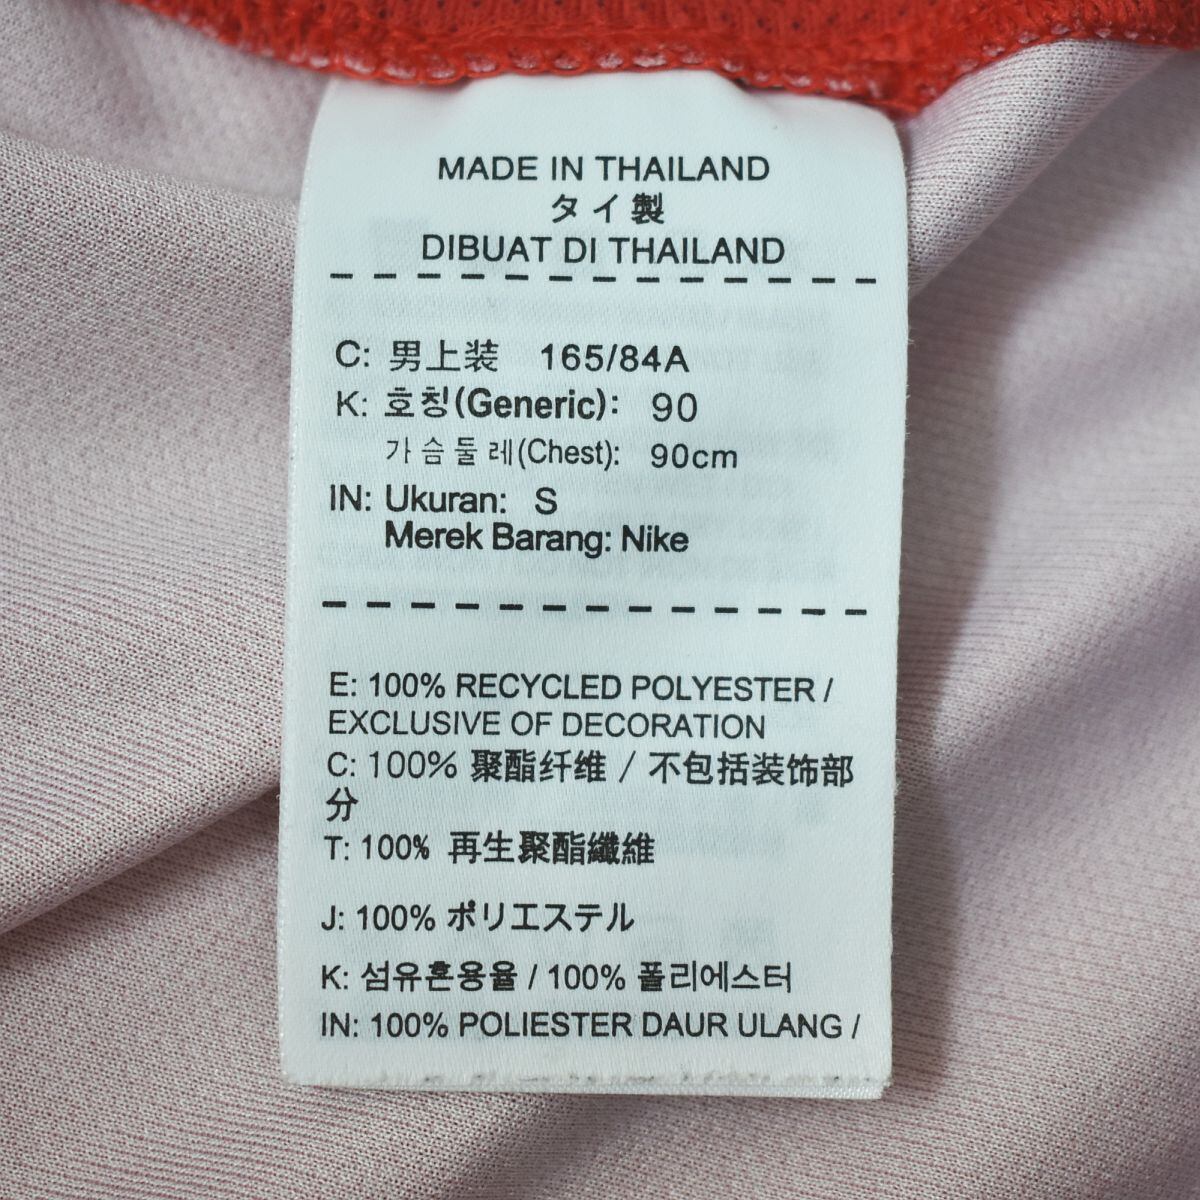 MADE IN THAILAND
タイ製
DIBUAT DI THAILAND
C: 男上装 165/84A
K: 호칭(Generic): 90
가슴둘레(Chest): 90cm
IN: Ukuran: S
Merek Barang: Nike
E: 100% RECYCLED POLYESTER /
EXCLUSIVE OF DECORATION
C: 100% 聚酯纤维 / 不包括装饰部
分
T: 100% 再生聚酯纖維
J: 100% ポリエステル
K: 섬유혼용율 / 100% 폴리에스터
IN: 100% POLIESTER DAUR ULANG /